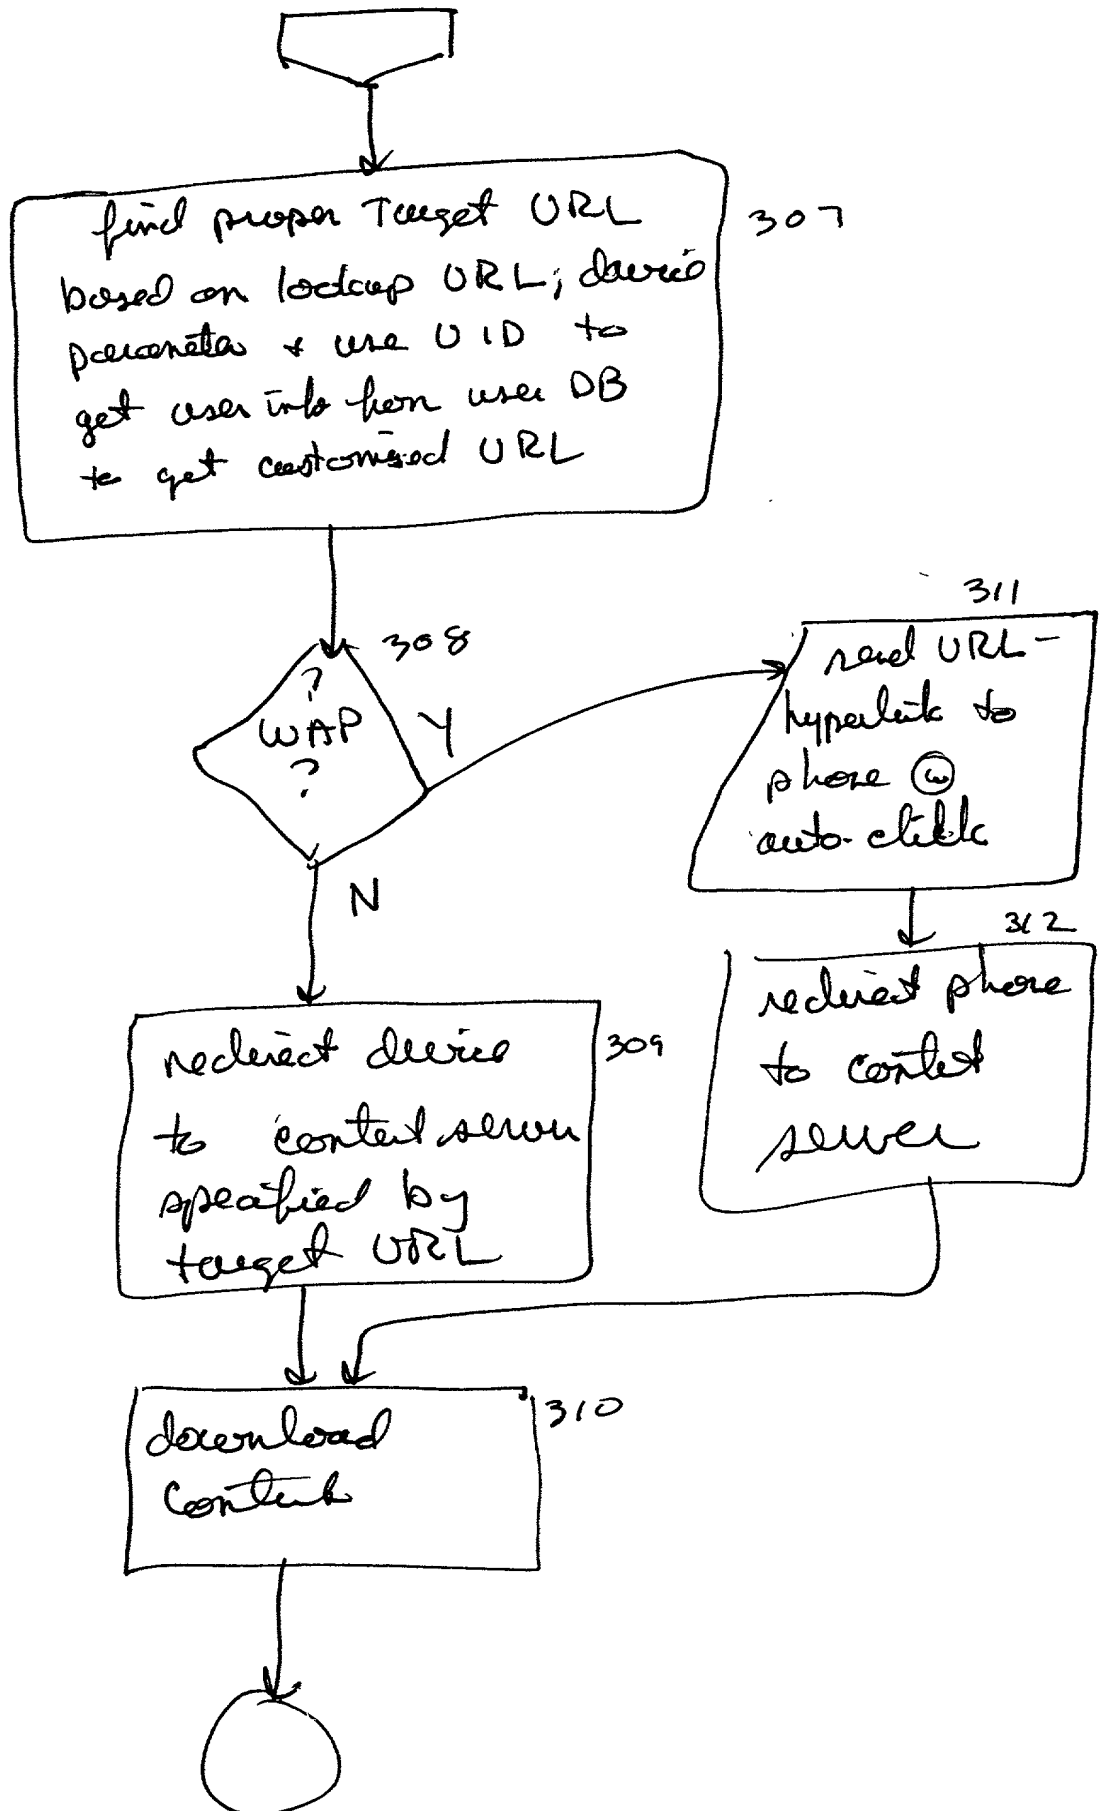 find proper Target URL
307
based on lookup URL; device
parameter + use UID to
get user info from user DB
to get customized URL
311
308
?
WAP
?
Y
send URL-
hyperlink to
phone w
auto-click
N
312
redirect phone
to content
server
redirect device
309
to content server
specified by
target URL
download
310
content